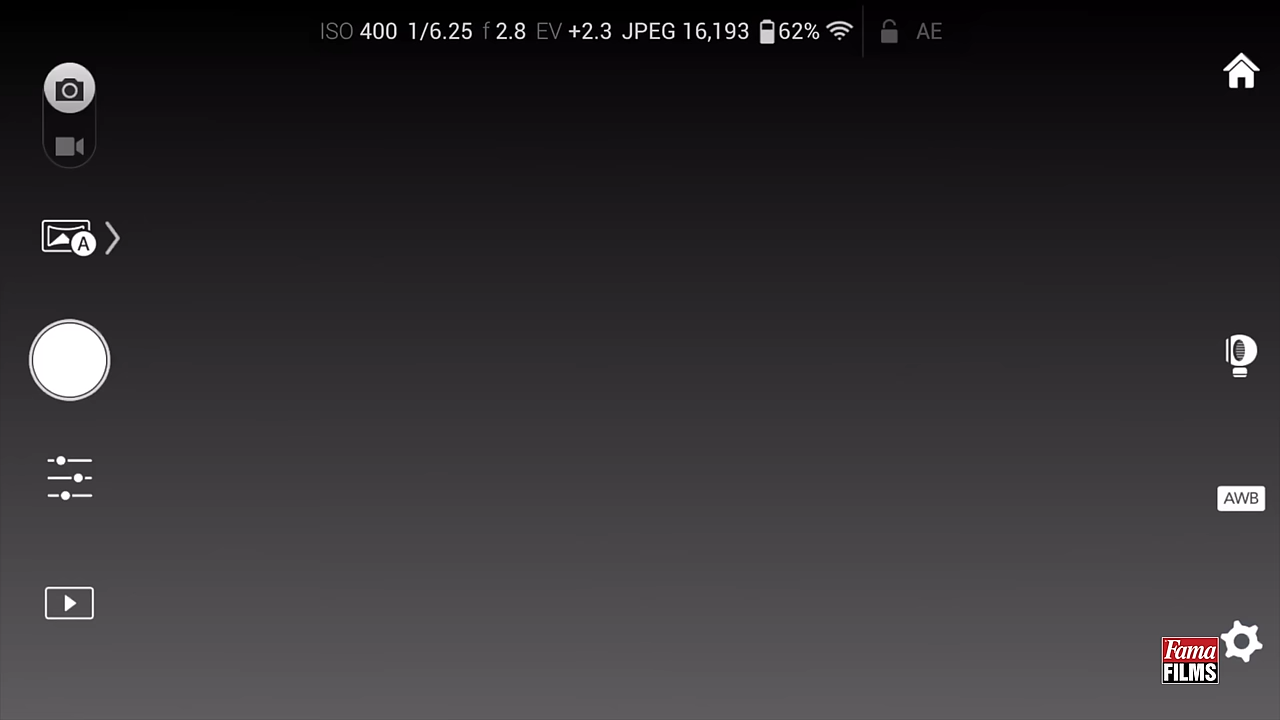 ISO 400 1/6.25 f 2.8 EV +2.3 JPEG 16,193 62% AE
A
AWB
Fama
FILMS